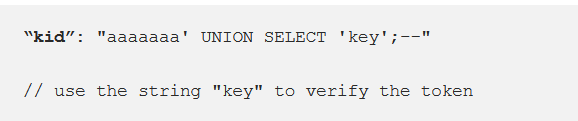 “kid”: "aaaaaaa' UNION SELECT 'key';--"
// use the string "key" to verify the token